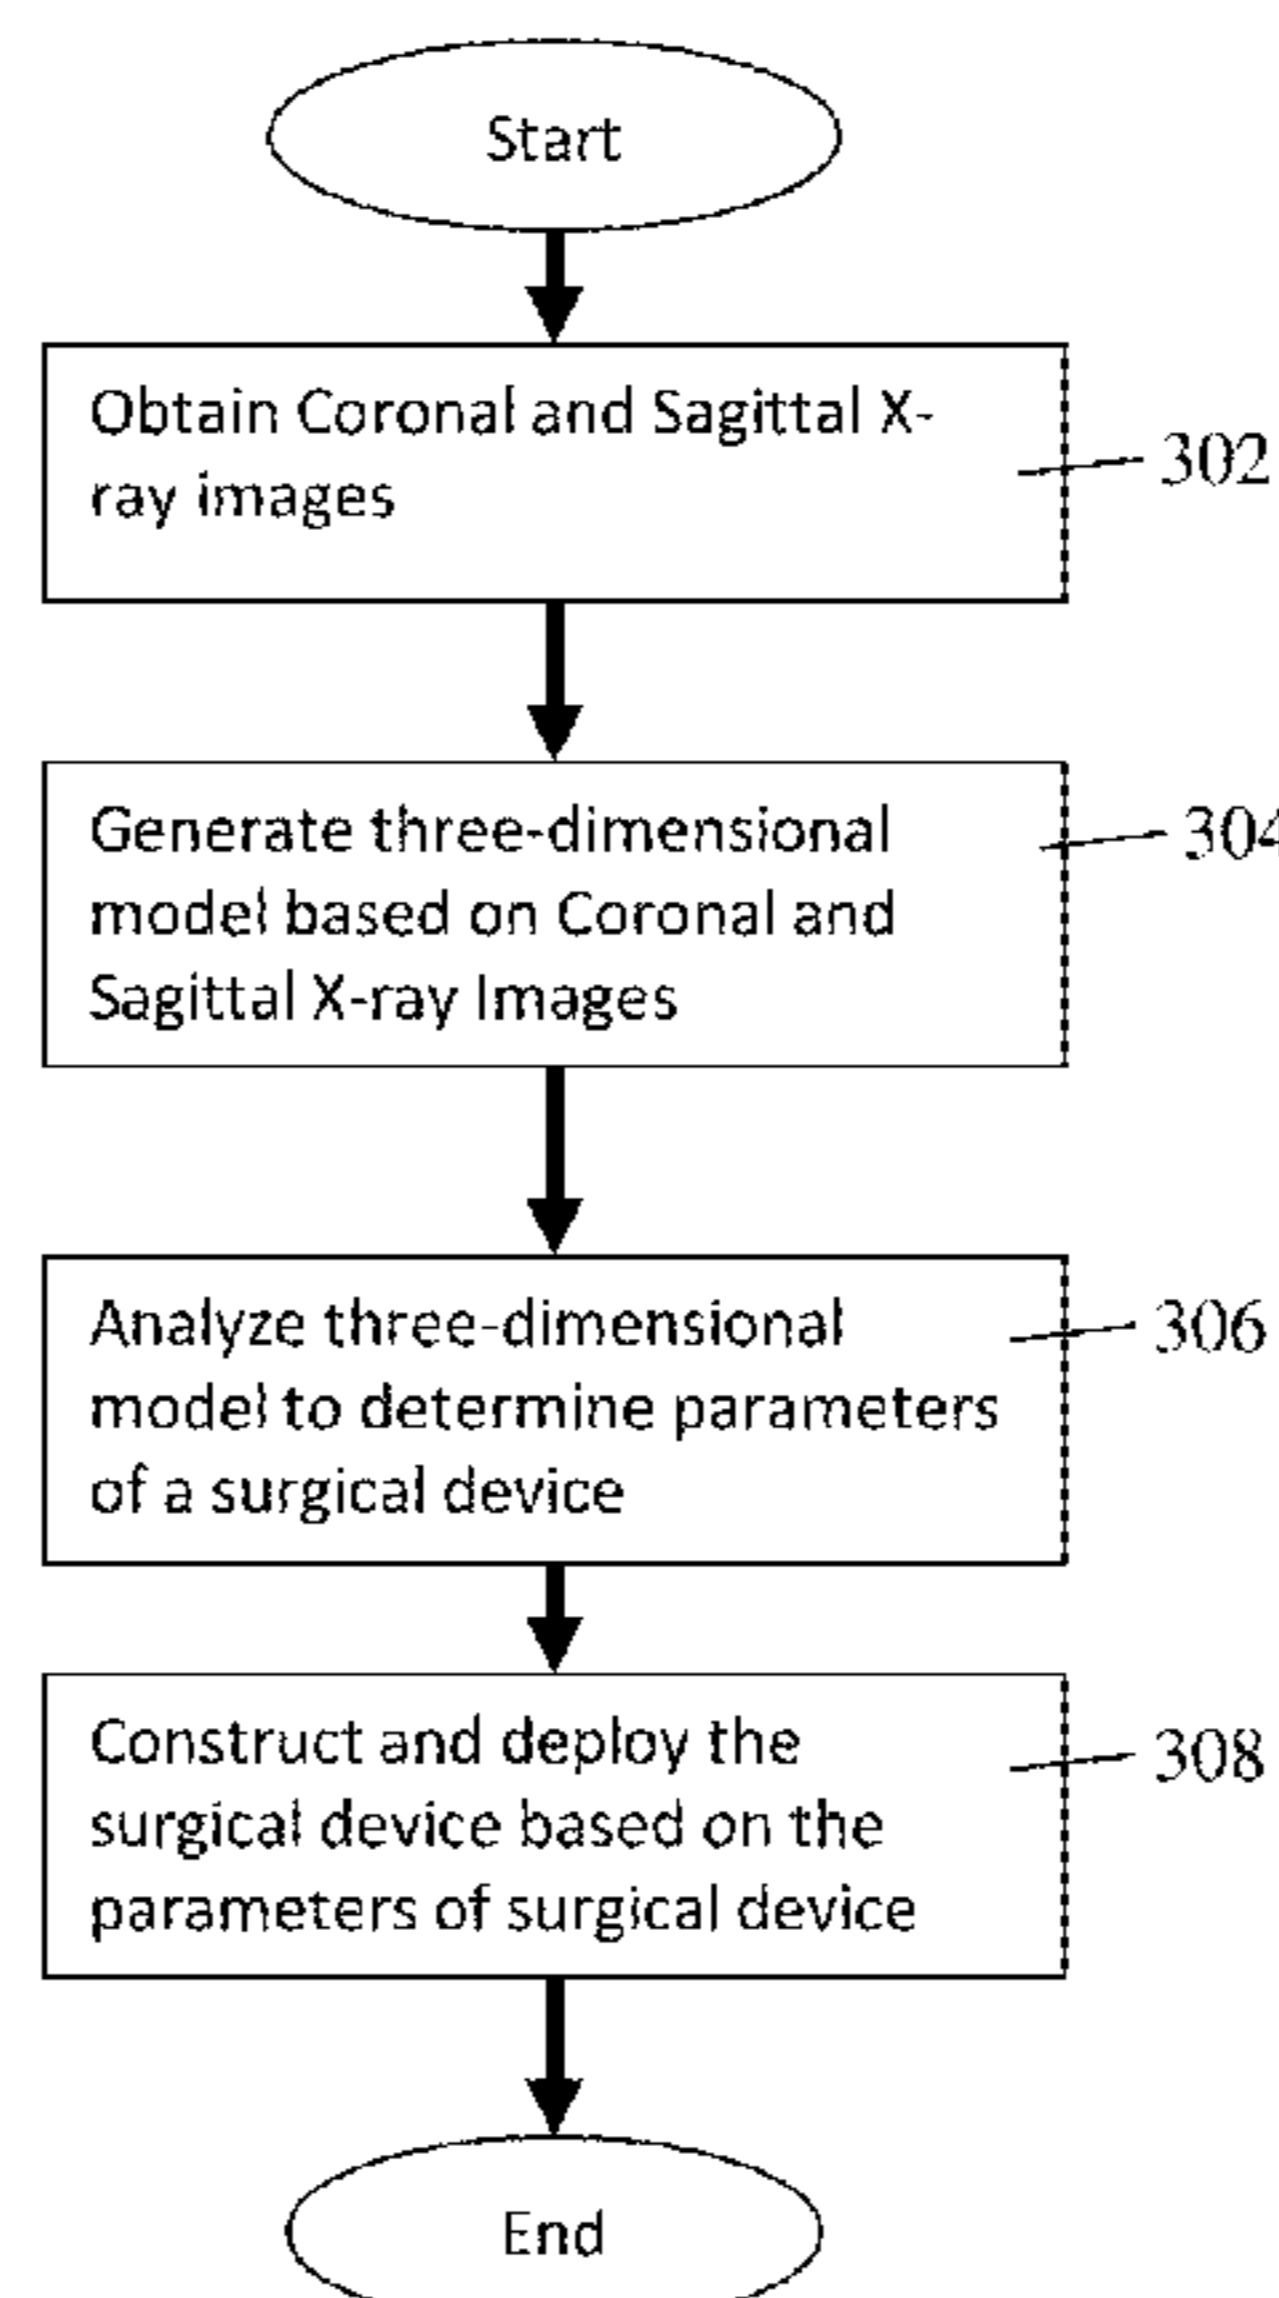 Start
Obtain Coronal and Sagittal X-
ray images
302
Generate three-dimensional
model based on Coronal and
Sagittal X-ray Images
304
Analyze three-dimensional
model to determine parameters
of a surgical device
306
Construct and deploy the
surgical device based on the
parameters of surgical device
308
End